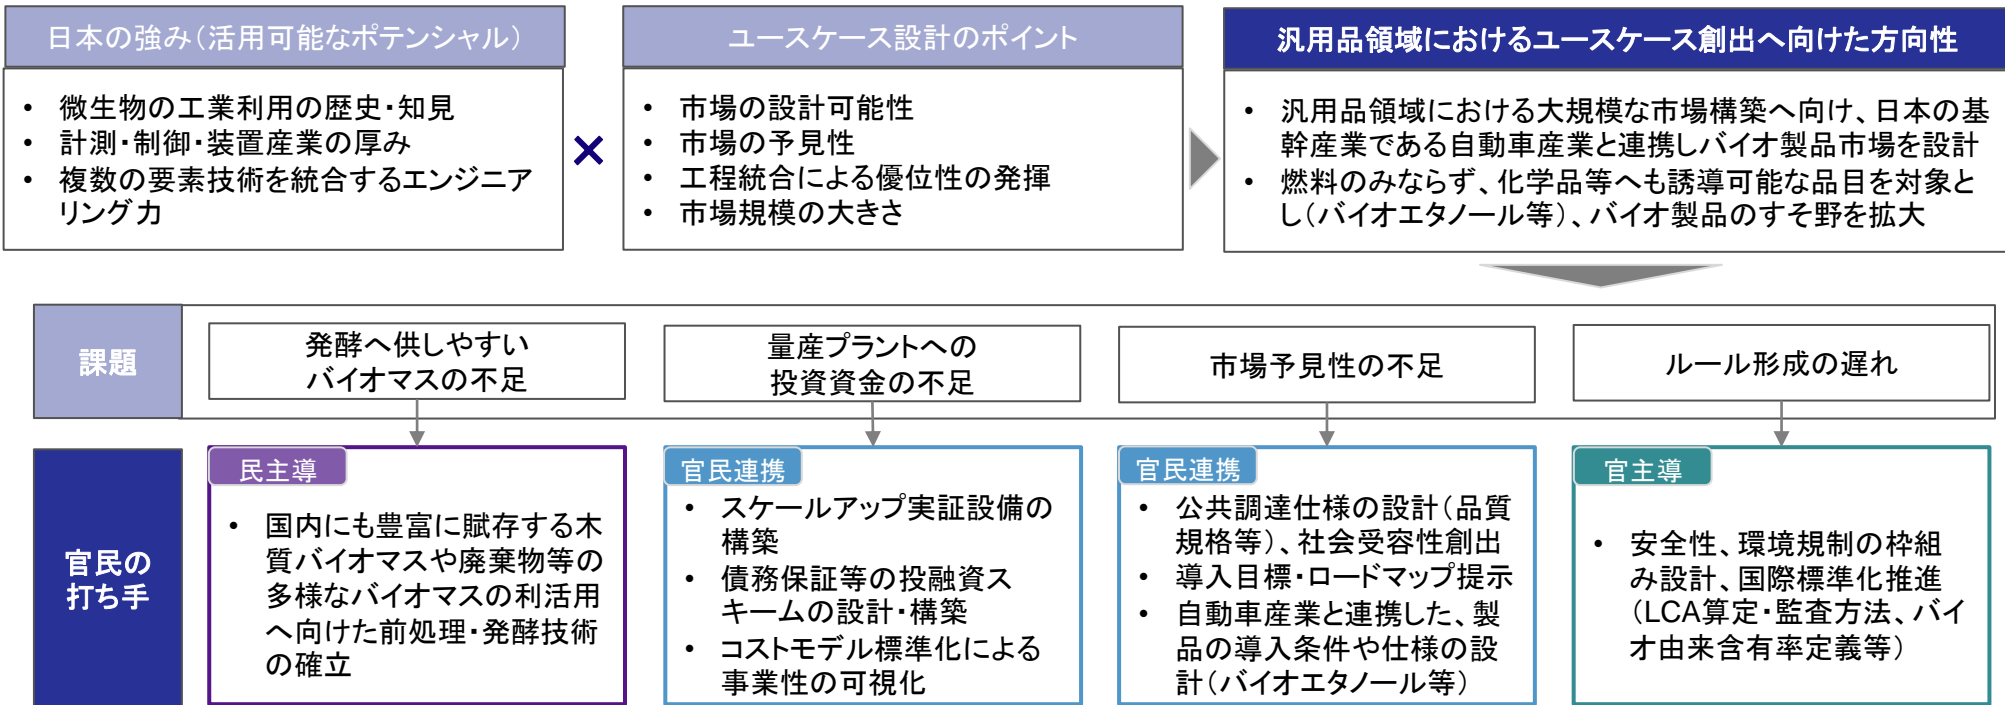 日本の強み（活用可能なポテンシャル）
• 微生物の工業利用の歴史・知見
• 計測・制御・装置産業の厚み
• 複数の要素技術を統合するエンジニア
リング力
×
ユースケース設計のポイント
• 市場の設計可能性
• 市場の予見性
• 工程統合による優位性の発揮
• 市場規模の大きさ
汎用品領域におけるユースケース創出へ向けた方向性
• 汎用品領域における大規模な市場構築へ向け、日本の基
幹産業である自動車産業と連携しバイオ製品市場を設計
• 燃料のみならず、化学品等へも誘導可能な品目を対象と
し（バイオエタノール等）、バイオ製品のすそ野を拡大
課題
発酵へ供しやすい
バイオマスの不足
量産プラントへの
投資資金の不足
市場予見性の不足
ルール形成の遅れ
官民の
打ち手
民主導
• 国内にも豊富に賦存する木
質バイオマスや廃棄物等の
多様なバイオマスの利活用
へ向けた前処理・発酵技術
の確立
官民連携
• スケールアップ実証設備の
構築
• 債務保証等の投融資ス
キームの設計・構築
• コストモデル標準化による
事業性の可視化
官民連携
• 公共調達仕様の設計（品質
規格等）、社会受容性創出
• 導入目標・ロードマップ提示
• 自動車産業と連携した、製
品の導入条件や仕様の設
計（バイオエタノール等）
官主導
• 安全性、環境規制の枠組
み設計、国際標準化推進
（LCA算定・監査方法、バイ
オ由来含有率定義等）